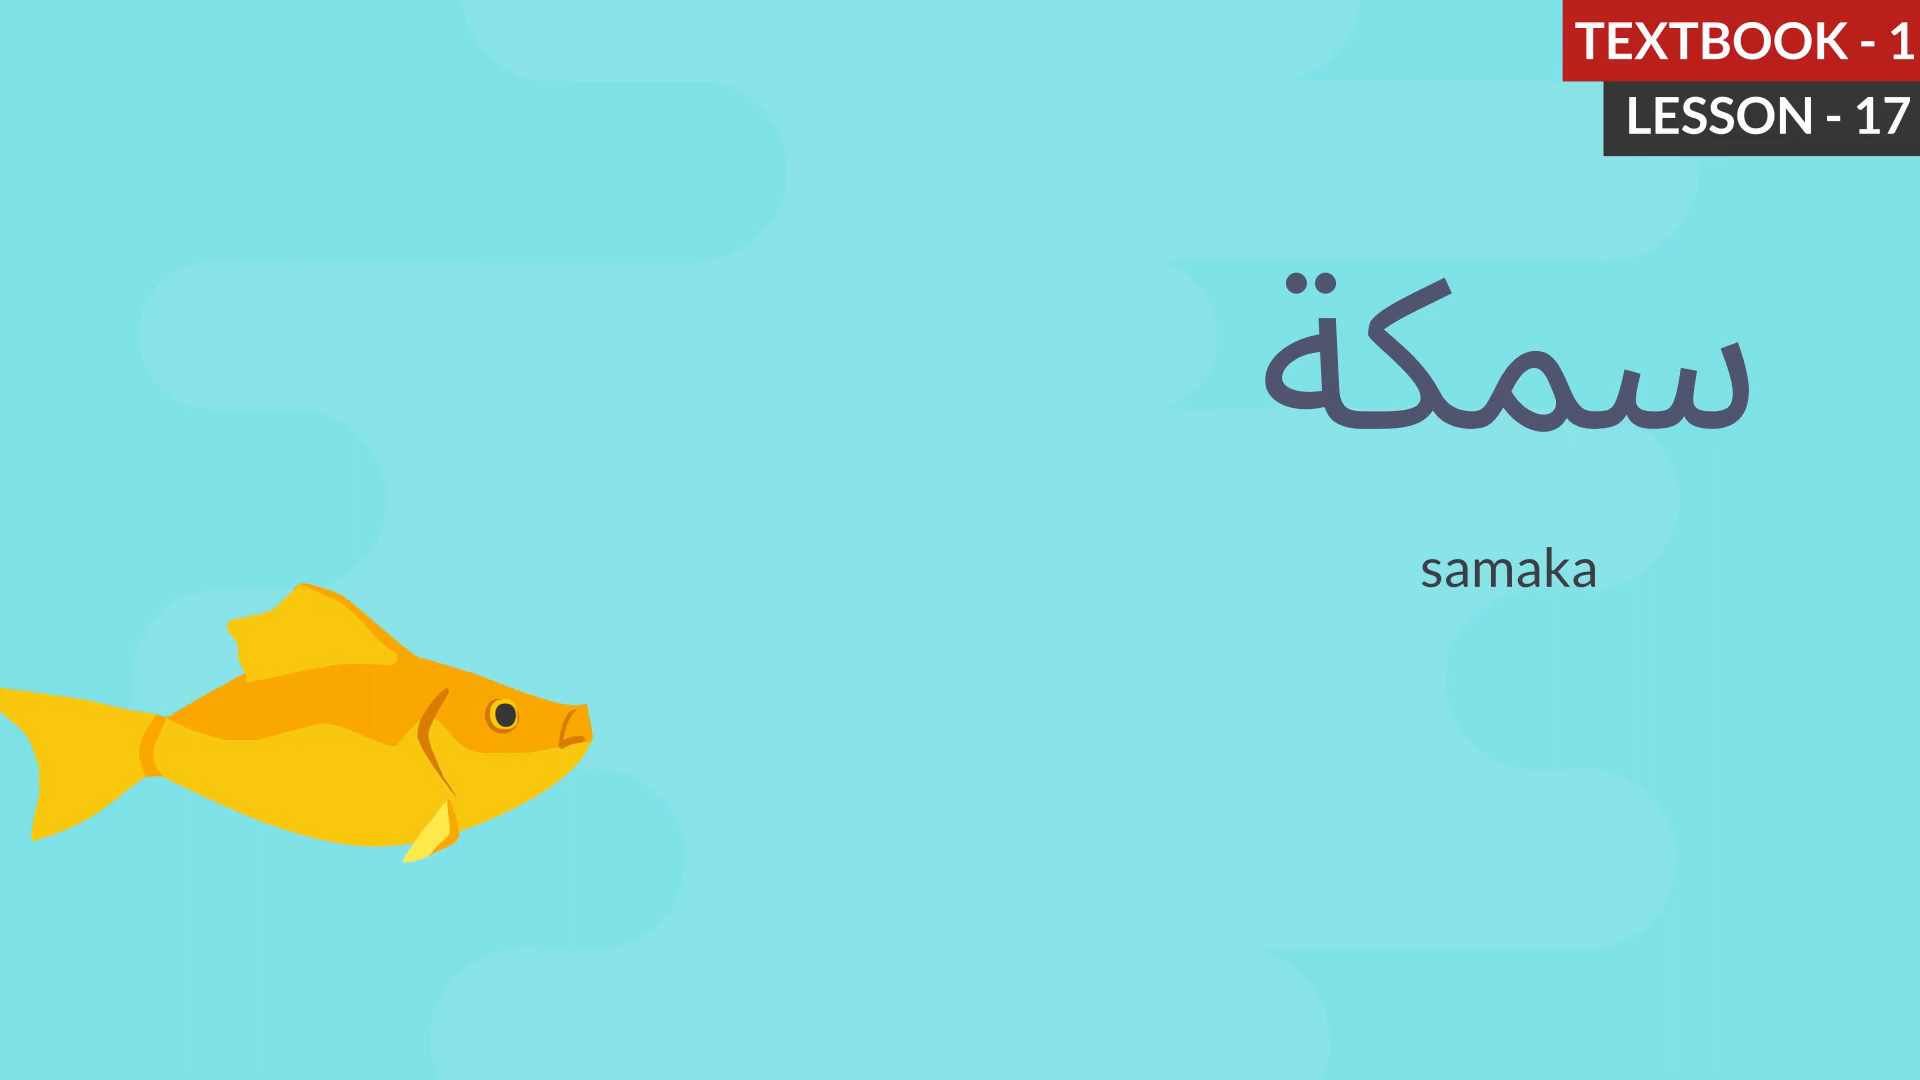 TEXTBOOK - 1
LESSON - 17
سمكة
samaka